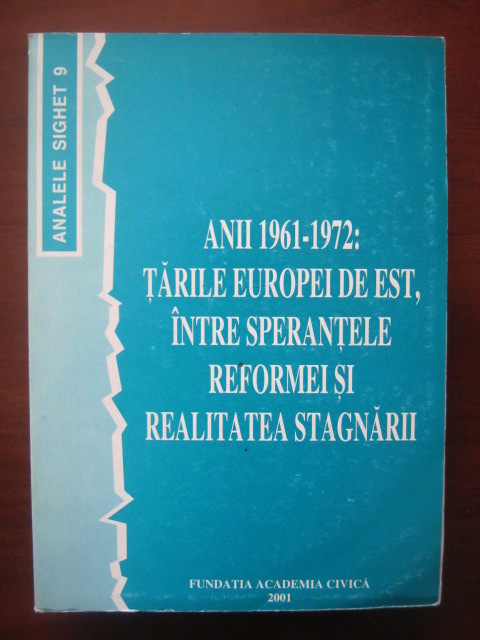 ANALELE SIGHET 9
ANII 1961-1972:
ȚĂRILE EUROPEI DE EST,
ÎNTRE SPERANȚELE
REFORMEI ȘI
REALITATEA STAGNĂRII
FUNDAȚIA ACADEMIA CIVICĂ
2001